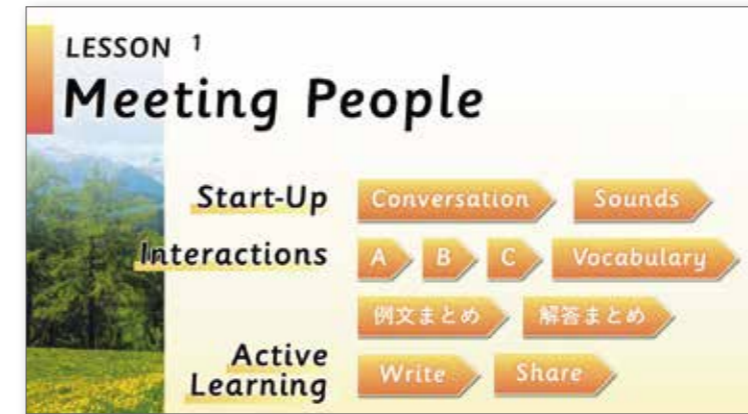 LESSON 1
Meeting People
Start-Up Conversation Sounds
Interactions A B C Vocabulary
例文まとめ 解答まとめ
Active
Learning Write Share